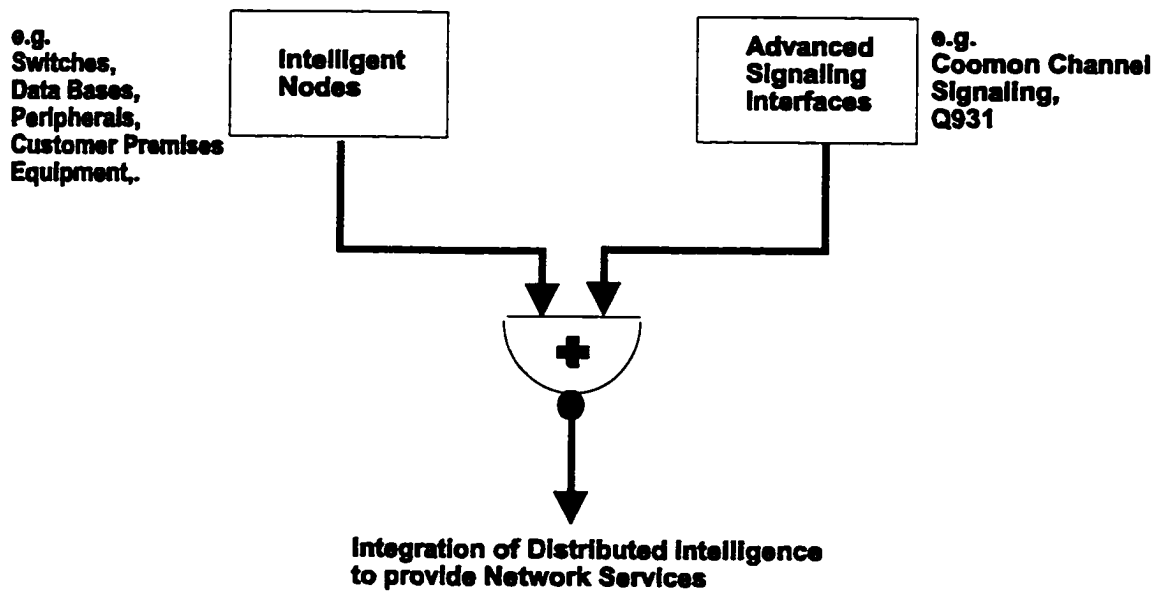 e.g.
Switches,
Data Bases,
Peripherals,
Customer Premises
Equipment,.
Intelligent
Nodes
Advanced
Signaling
Interfaces
e.g.
Coomon Channel
Signaling,
Q931
+
Integration of Distributed Intelligence
to provide Network Services